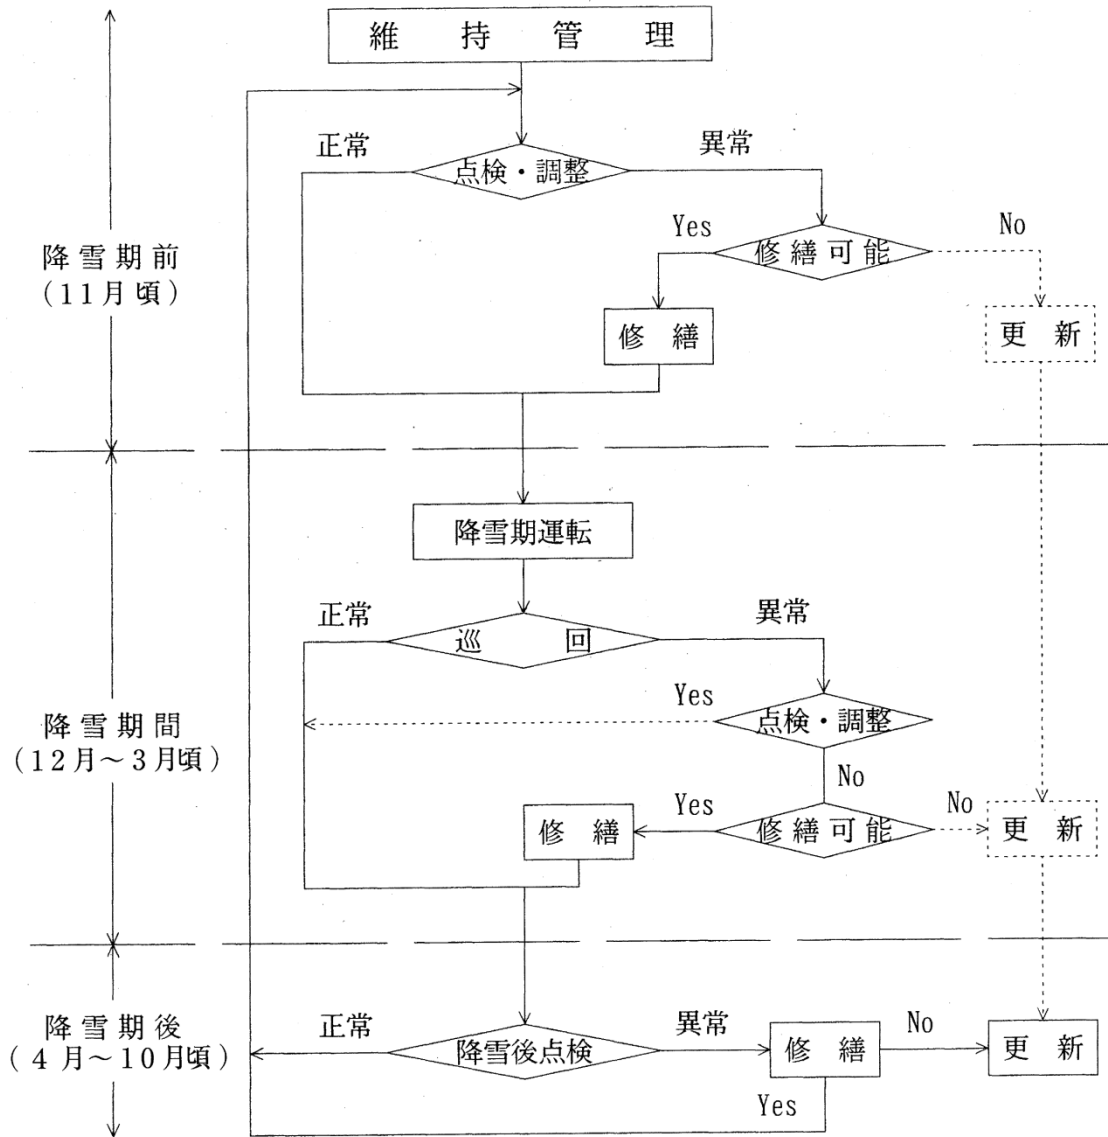 維持管理
正常
異常
点検・調整
Yes
No
修繕可能
降雪期前
(11月頃)
修繕
更新
降雪期運転
正常
異常
巡回
Yes
点検・調整
降雪期間
(12月～3月頃)
No
Yes
No
修繕
修繕可能
更新
降雪期後
(4月～10月頃)
正常
異常
No
降雪後点検
修繕
更新
Yes